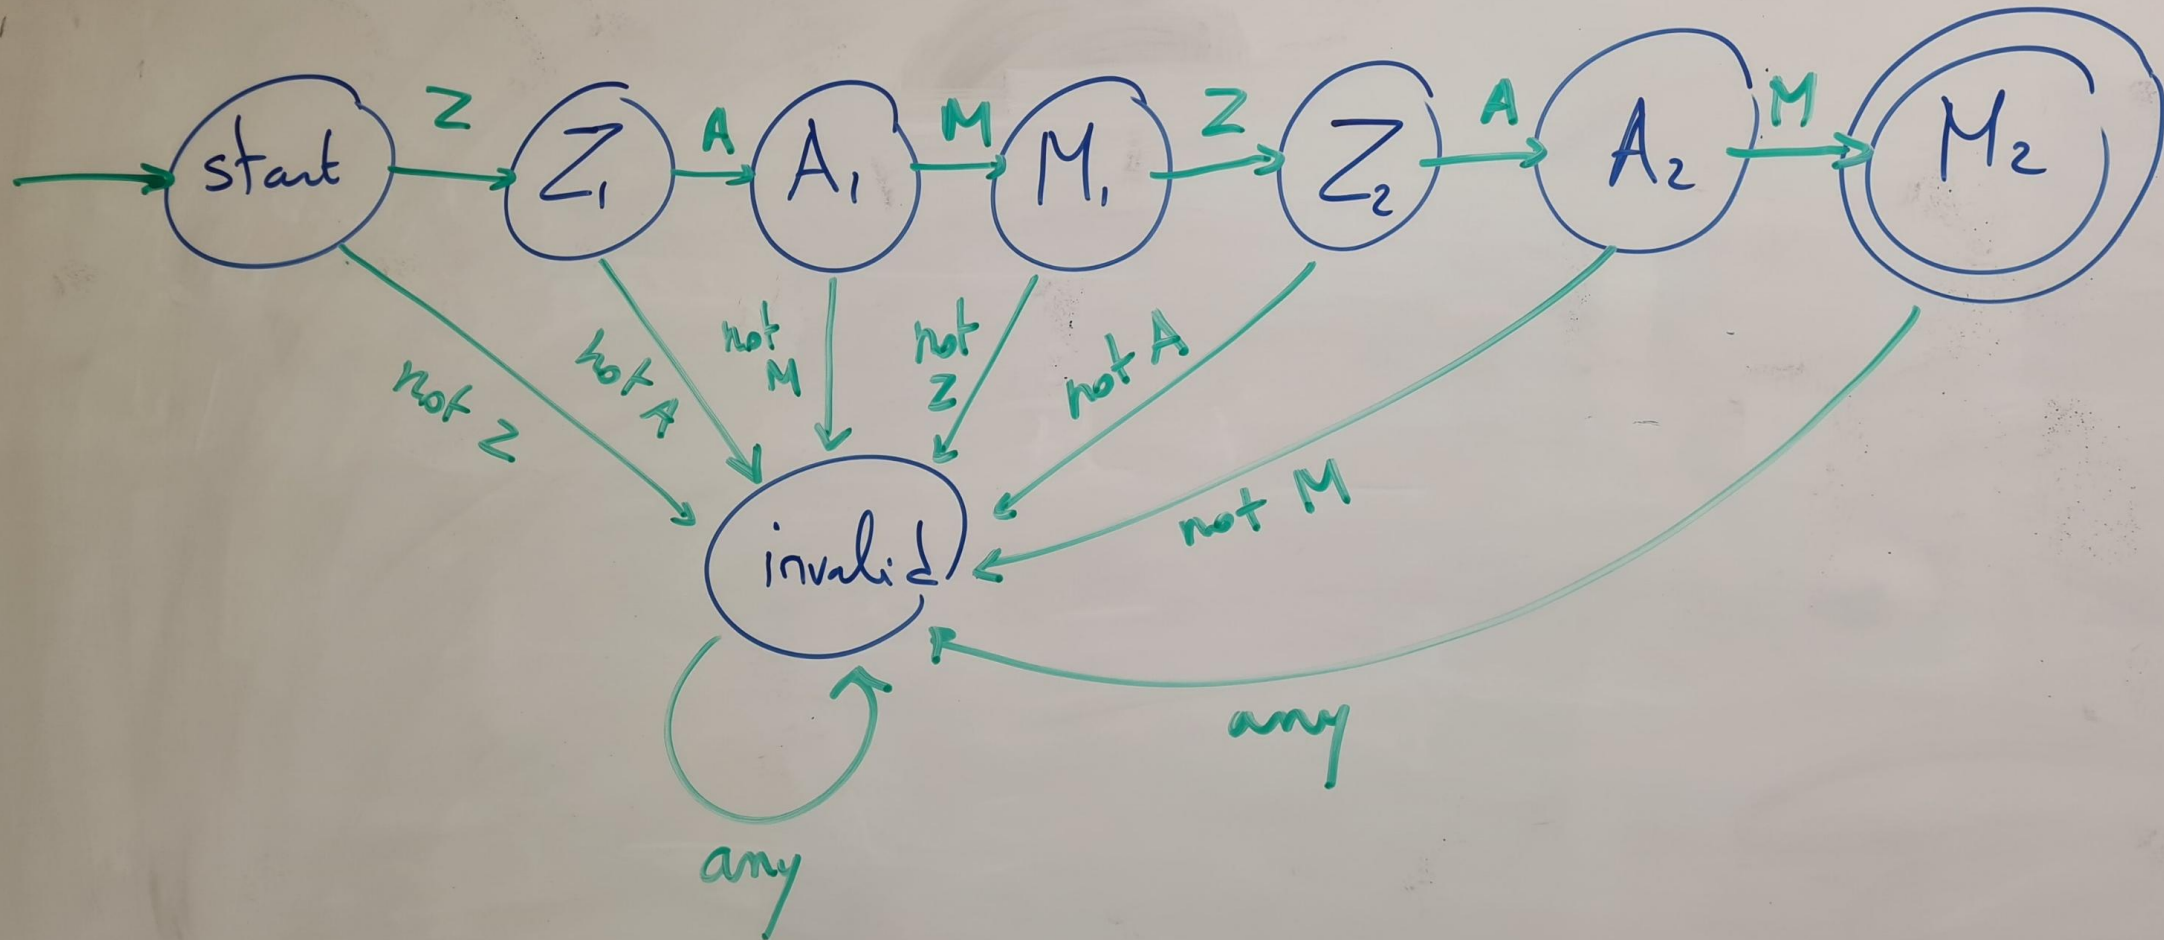 Z
A
M
Z
A
M
start
Z₁
A₁
M₁
Z₂
A₂
M₂
not Z
not A
not
M
not
Z
not A
not M
invalid
any
any